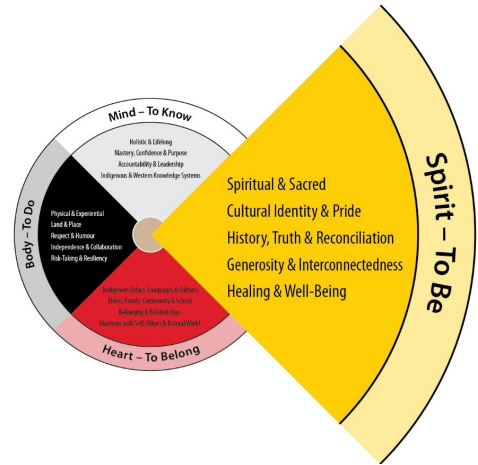 Mind – To Know
Holistic & Lifelong
Mastery, Confidence & Purpose
Accountability & Leadership
Indigenous & Western Knowledge Systems
Body – To Do
Physical & Experiential
Land & Place
Respect & Humour
Independence & Collaboration
Risk-Taking & Resiliency
Indigenous Values, Languages & Cultures
Elders, Family, Community & School
Belonging & Relationships
Harmony with Self, Others & Natural World
Heart – To Belong
Spiritual & Sacred
Cultural Identity & Pride
History, Truth & Reconciliation
Generosity & Interconnectedness
Healing & Well-Being
Spirit – To Be